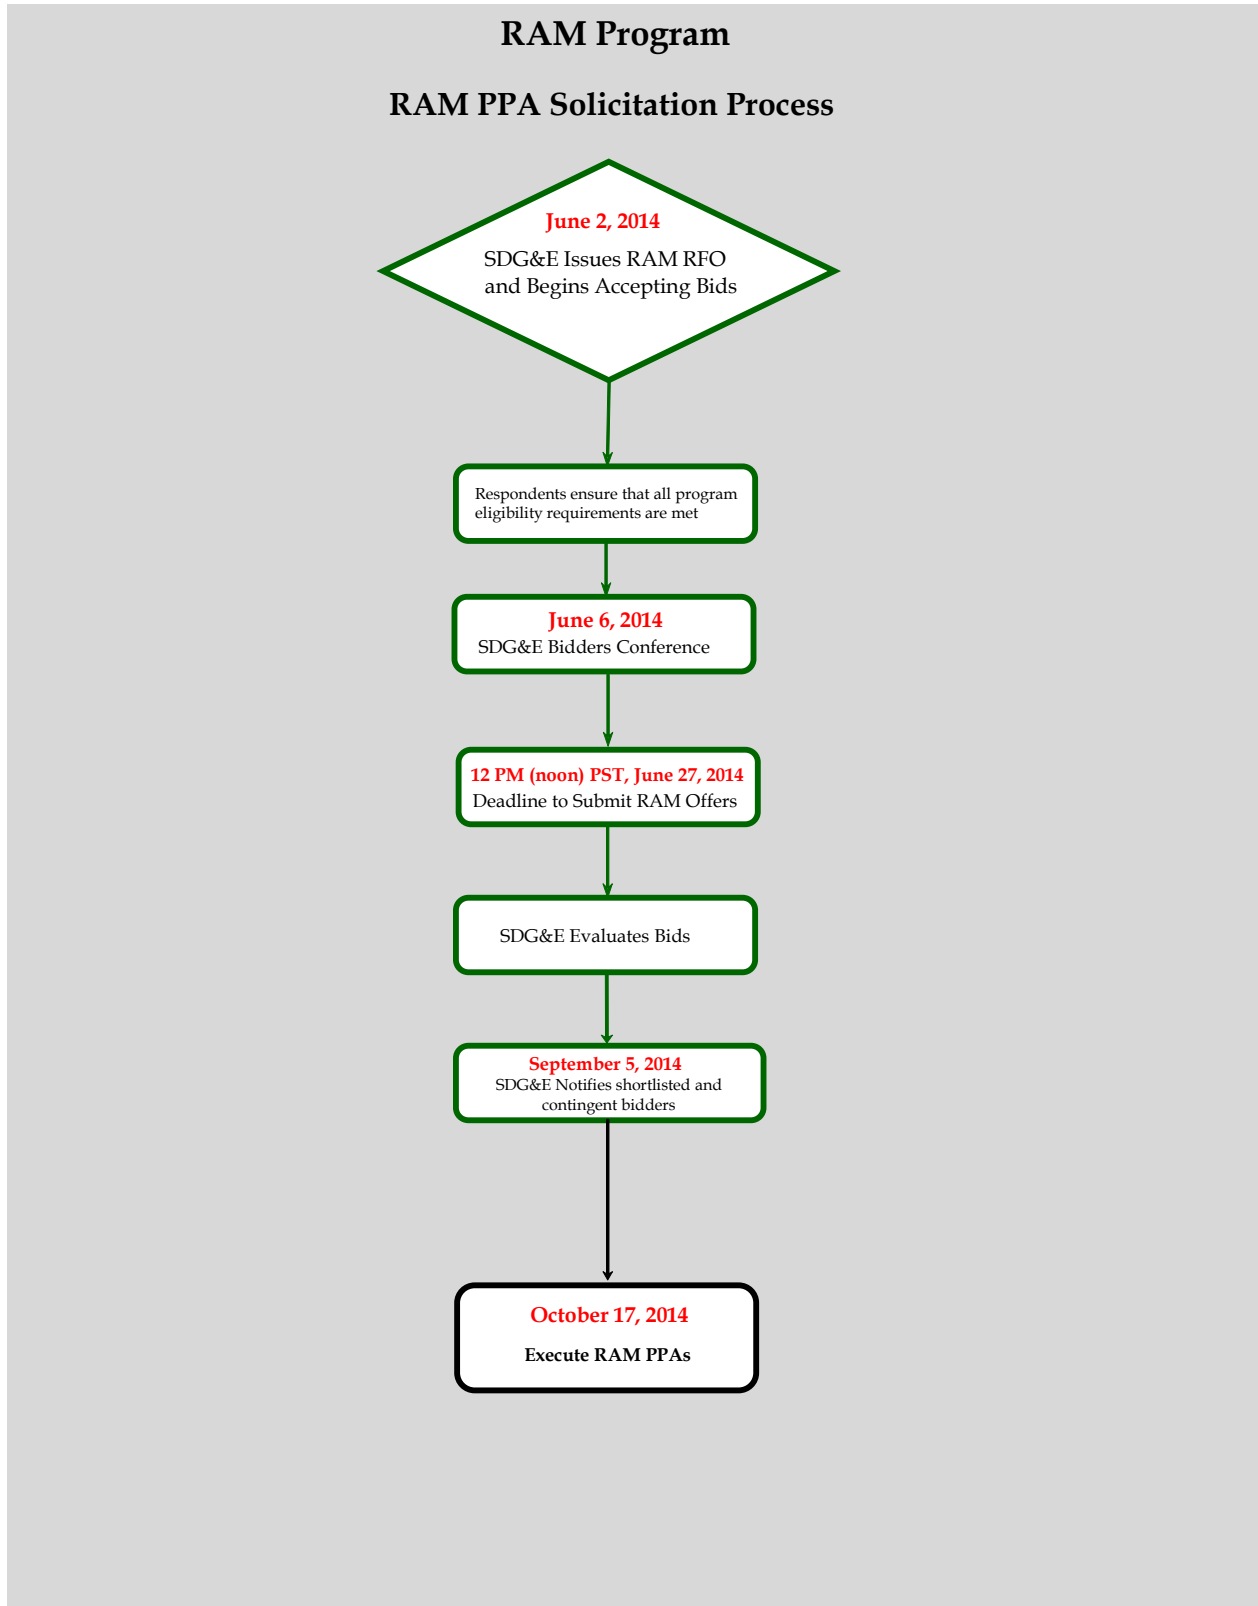 RAM Program
RAM PPA Solicitation Process
June 2, 2014
SDG&E Issues RAM RFO
and Begins Accepting Bids
Respondents ensure that all program
eligibility requirements are met
June 6, 2014
SDG&E Bidders Conference
12 PM (noon) PST, June 27, 2014
Deadline to Submit RAM Offers
SDG&E Evaluates Bids
September 5, 2014
SDG&E Notifies shortlisted and
contingent bidders
October 17, 2014
Execute RAM PPAs